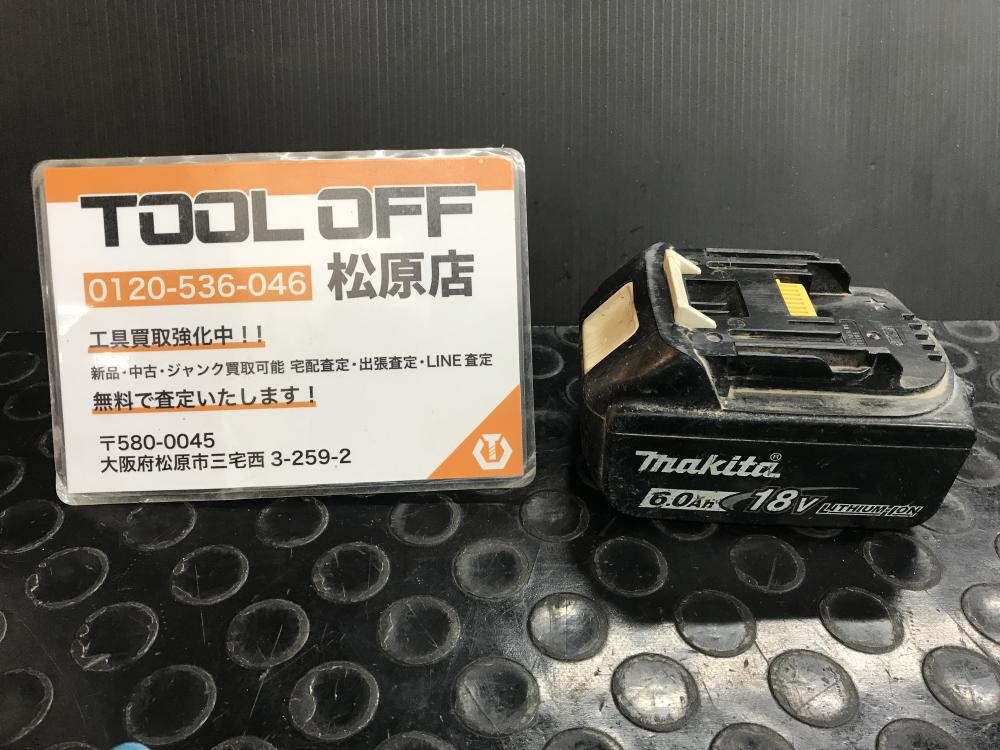 TOOL OFF
0120-536-046 松原店
工具買取強化中!!
新品・中古・ジャンク買取可能 宅配査定・出張査定・LINE査定
無料で査定いたします!
〒580-0045
大阪府松原市三宅西 3-259-2
makita®
6.0Ah 18V LITHIUM-ION